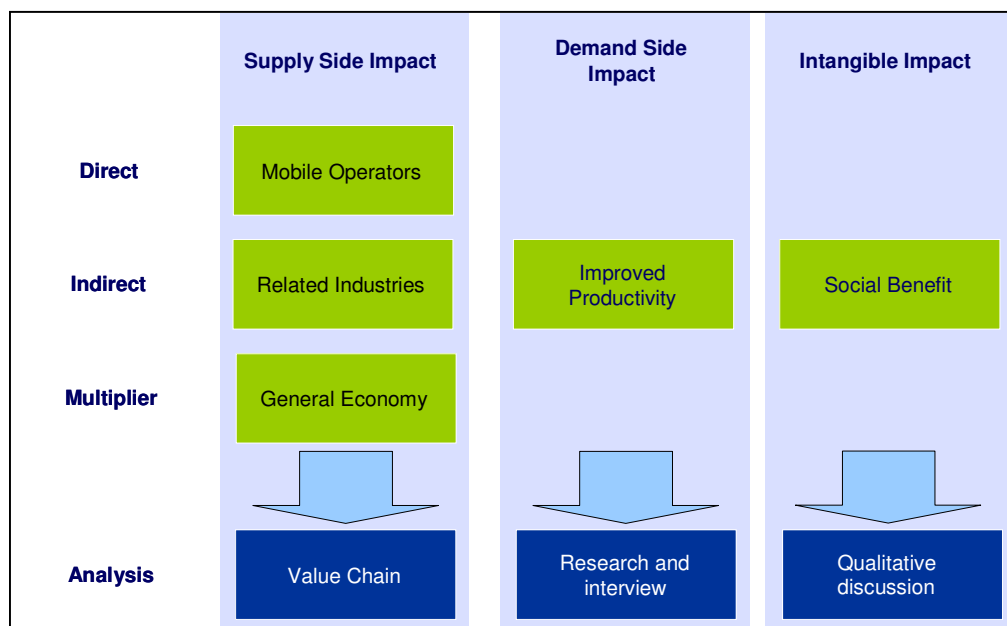 Supply Side Impact
Demand Side
Impact
Intangible Impact
Direct
Mobile Operators
Indirect
Related Industries
Improved
Productivity
Social Benefit
Multiplier
General Economy
Analysis
Value Chain
Research and
interview
Qualitative
discussion